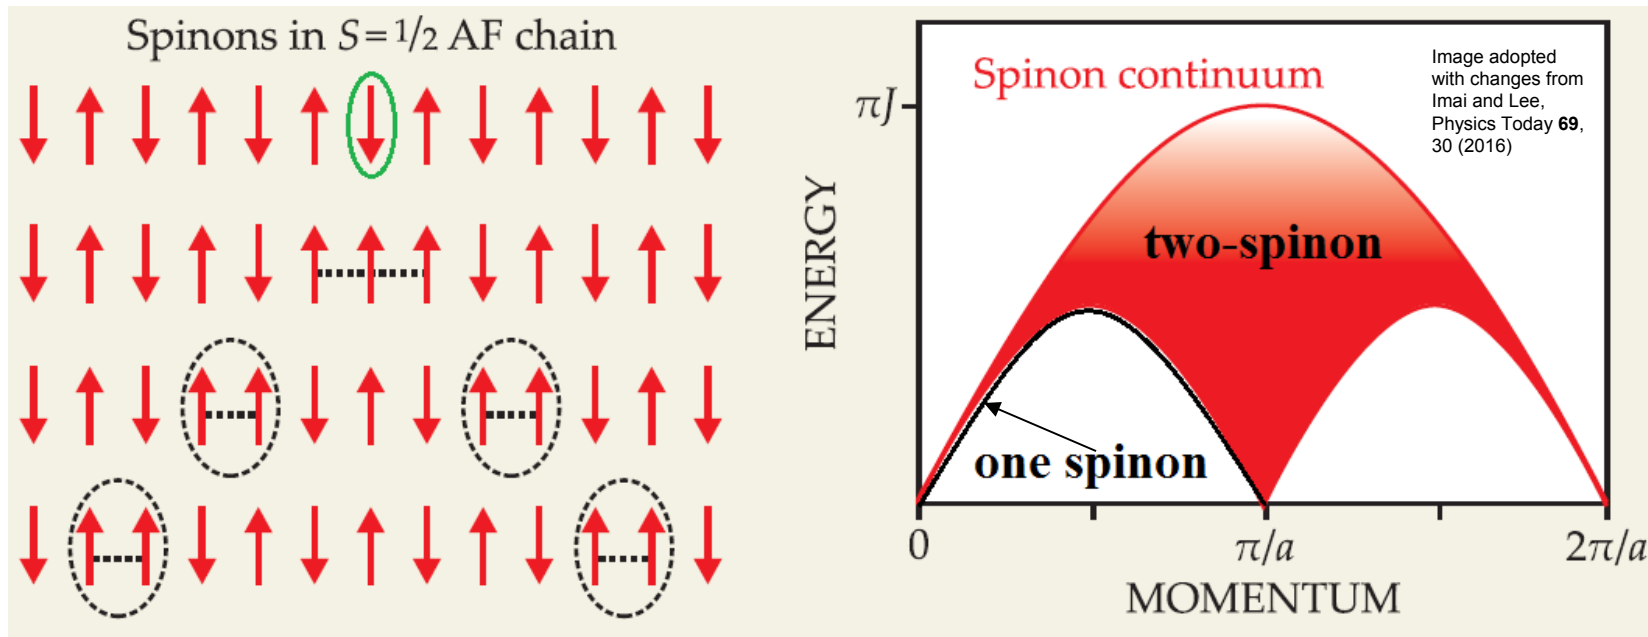 Spinons in S=1/2 AF chain
Spinon continuum
Image adopted
with changes from
Imai and Lee,
Physics Today 69,
30 (2016)
πJ
ENERGY
two-spinon
one spinon
0
π/a
2π/a
MOMENTUM